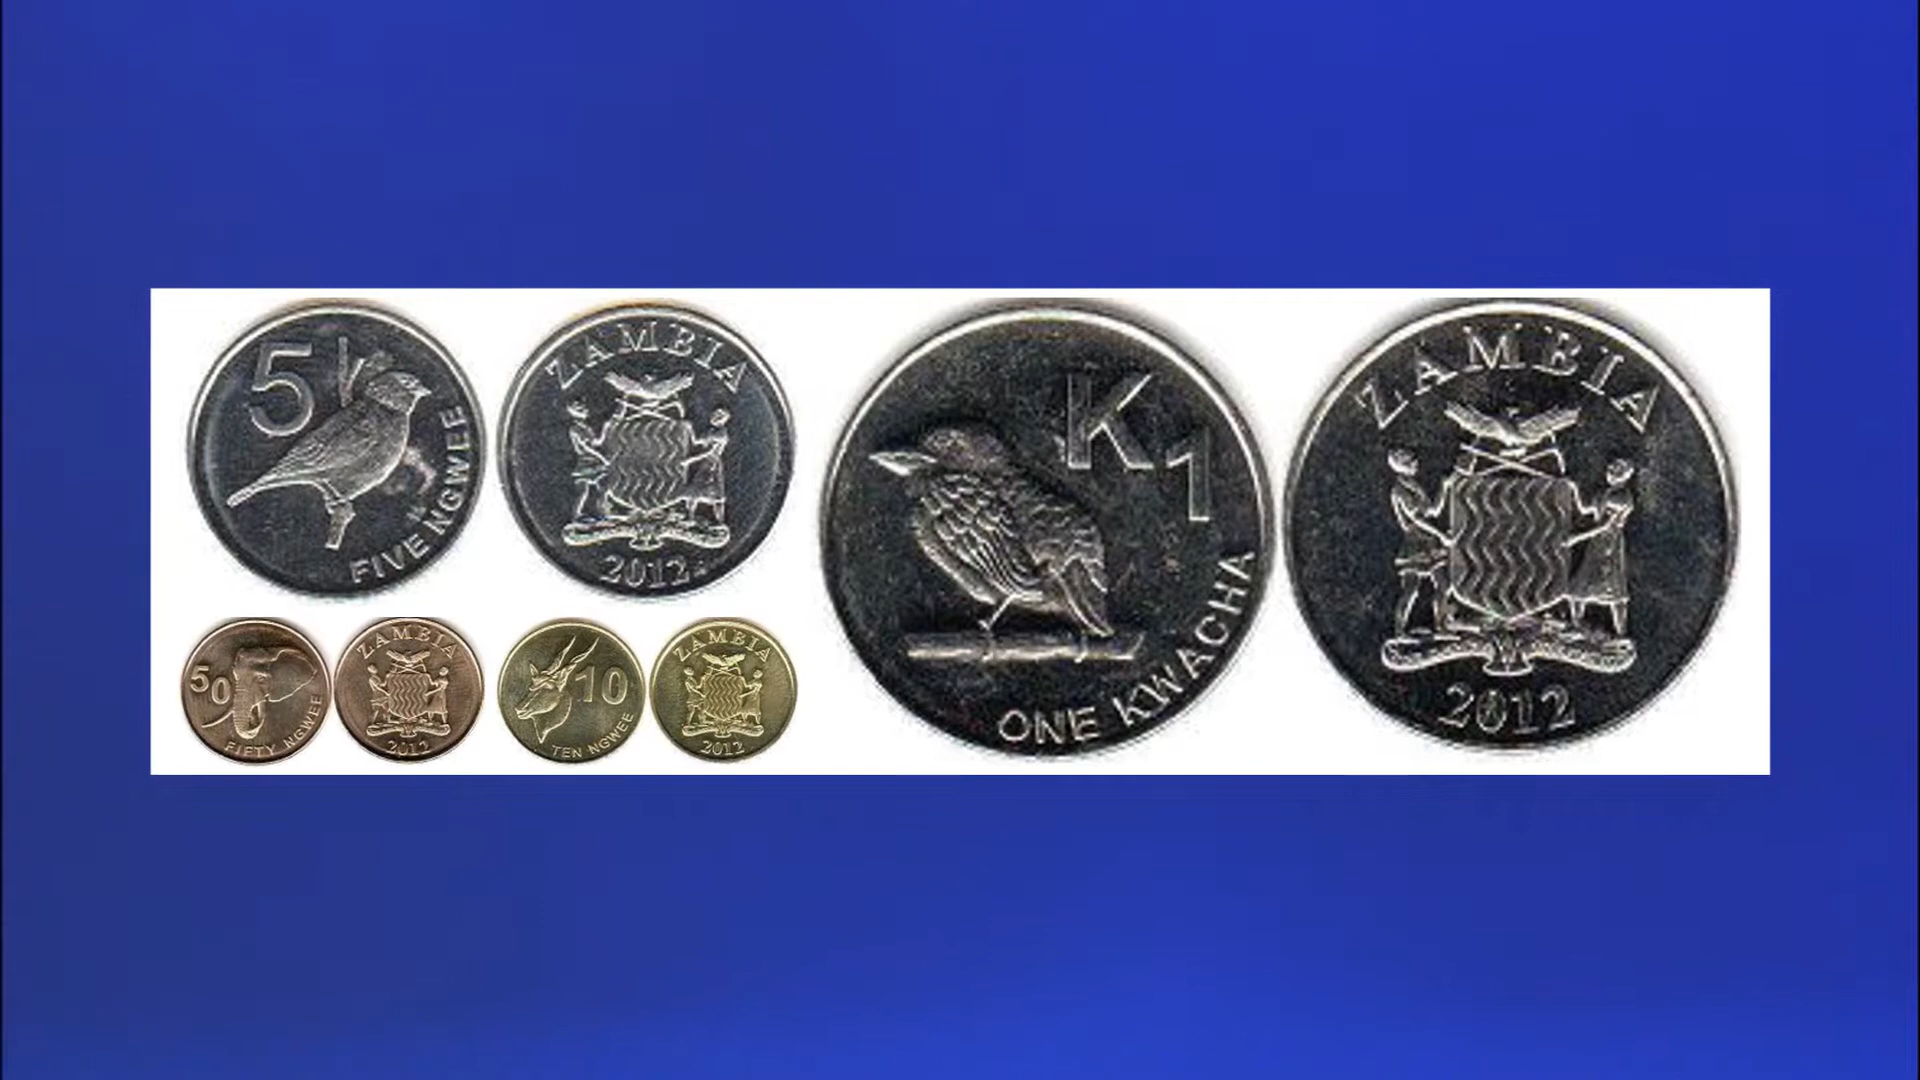 5
FIVE NGWEE
ZAMBIA
2012
K1
ONE KWACHA
ZAMBIA
2012
50
FIFTY NGWEE
ZAMBIA
2012
10
TEN NGWEE
ZAMBIA
2012